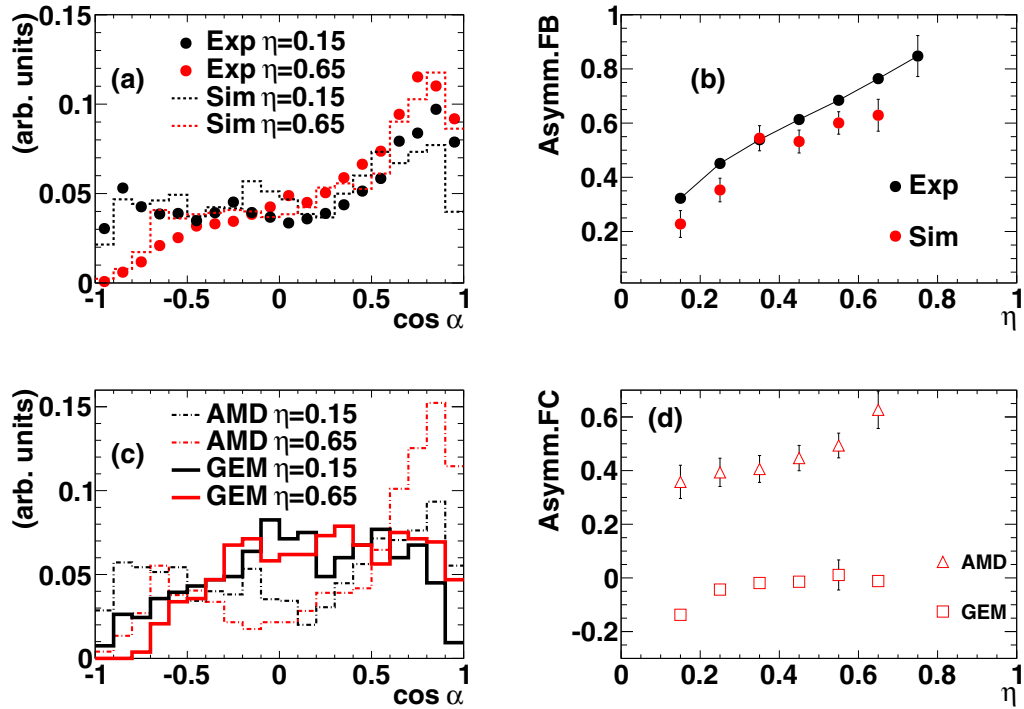 (arb. units)
0.15
0.1
0.05
0
(a)
Exp η=0.15
Exp η=0.65
Sim η=0.15
Sim η=0.65
-1 -0.5 0 0.5 1
cos α
Asymm.FB
1
0.8
0.6
0.4
0.2
(b)
Exp
Sim
0 0.2 0.4 0.6 0.8 1
η
(arb. units)
0.15
0.1
0.05
0
(c)
AMD η=0.15
AMD η=0.65
GEM η=0.15
GEM η=0.65
-1 -0.5 0 0.5 1
cos α
Asymm.FC
0.6
0.4
0.2
0
-0.2
(d)
AMD
GEM
0 0.2 0.4 0.6 0.8 1
η